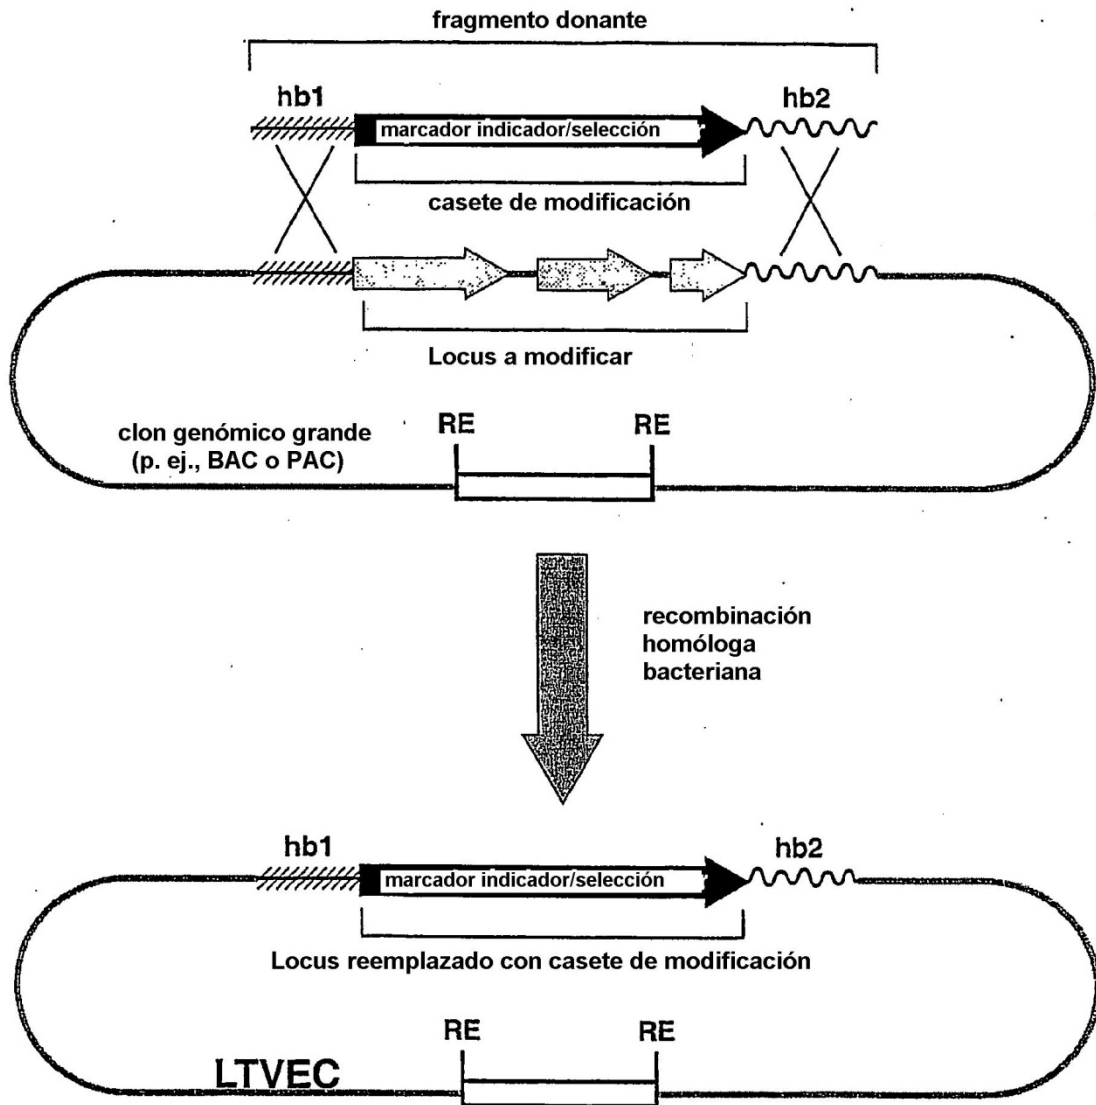 fragmento donante
hb1
hb2
marcador indicador/selección
casete de modificación
Locus a modificar
RE
RE
clon genómico grande
(p. ej., BAC o PAC)
recombinación
homóloga
bacteriana
hb1
hb2
marcador indicador/selección
Locus reemplazado con casete de modificación
RE
RE
LTVEC